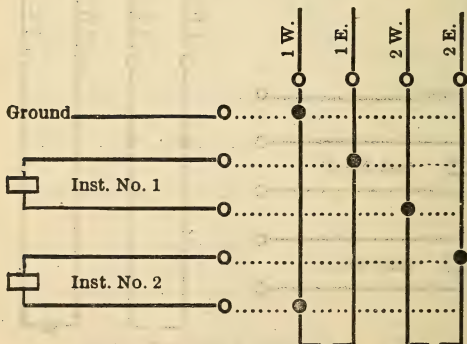 1 W.
1 E.
2 W.
2 E.
Ground
Inst. No. 1
Inst. No. 2